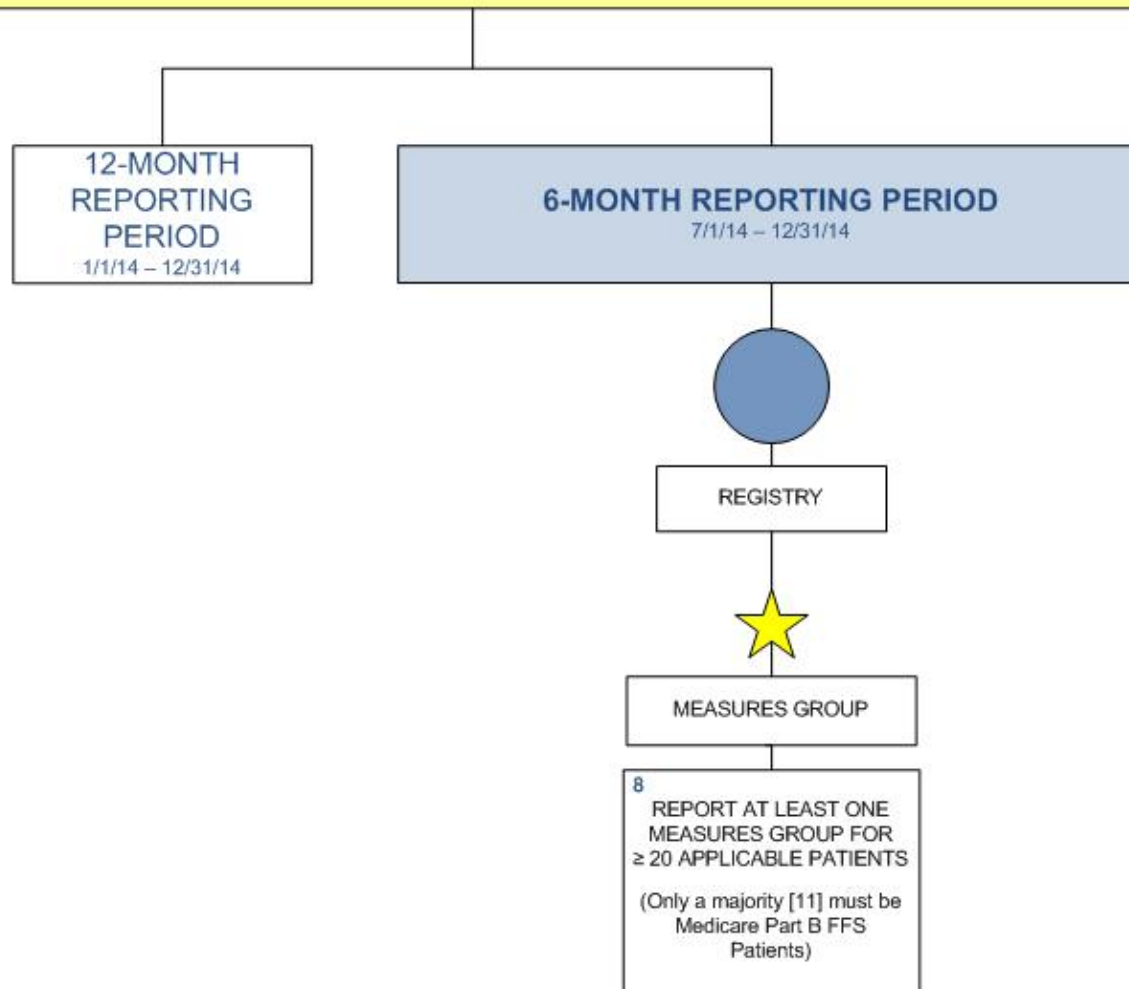 12-MONTH
REPORTING
PERIOD
1/1/14 – 12/31/14
6-MONTH REPORTING PERIOD
7/1/14 – 12/31/14
REGISTRY
MEASURES GROUP
8
REPORT AT LEAST ONE
MEASURES GROUP FOR
≥ 20 APPLICABLE PATIENTS
(Only a majority [11] must be
Medicare Part B FFS
Patients)